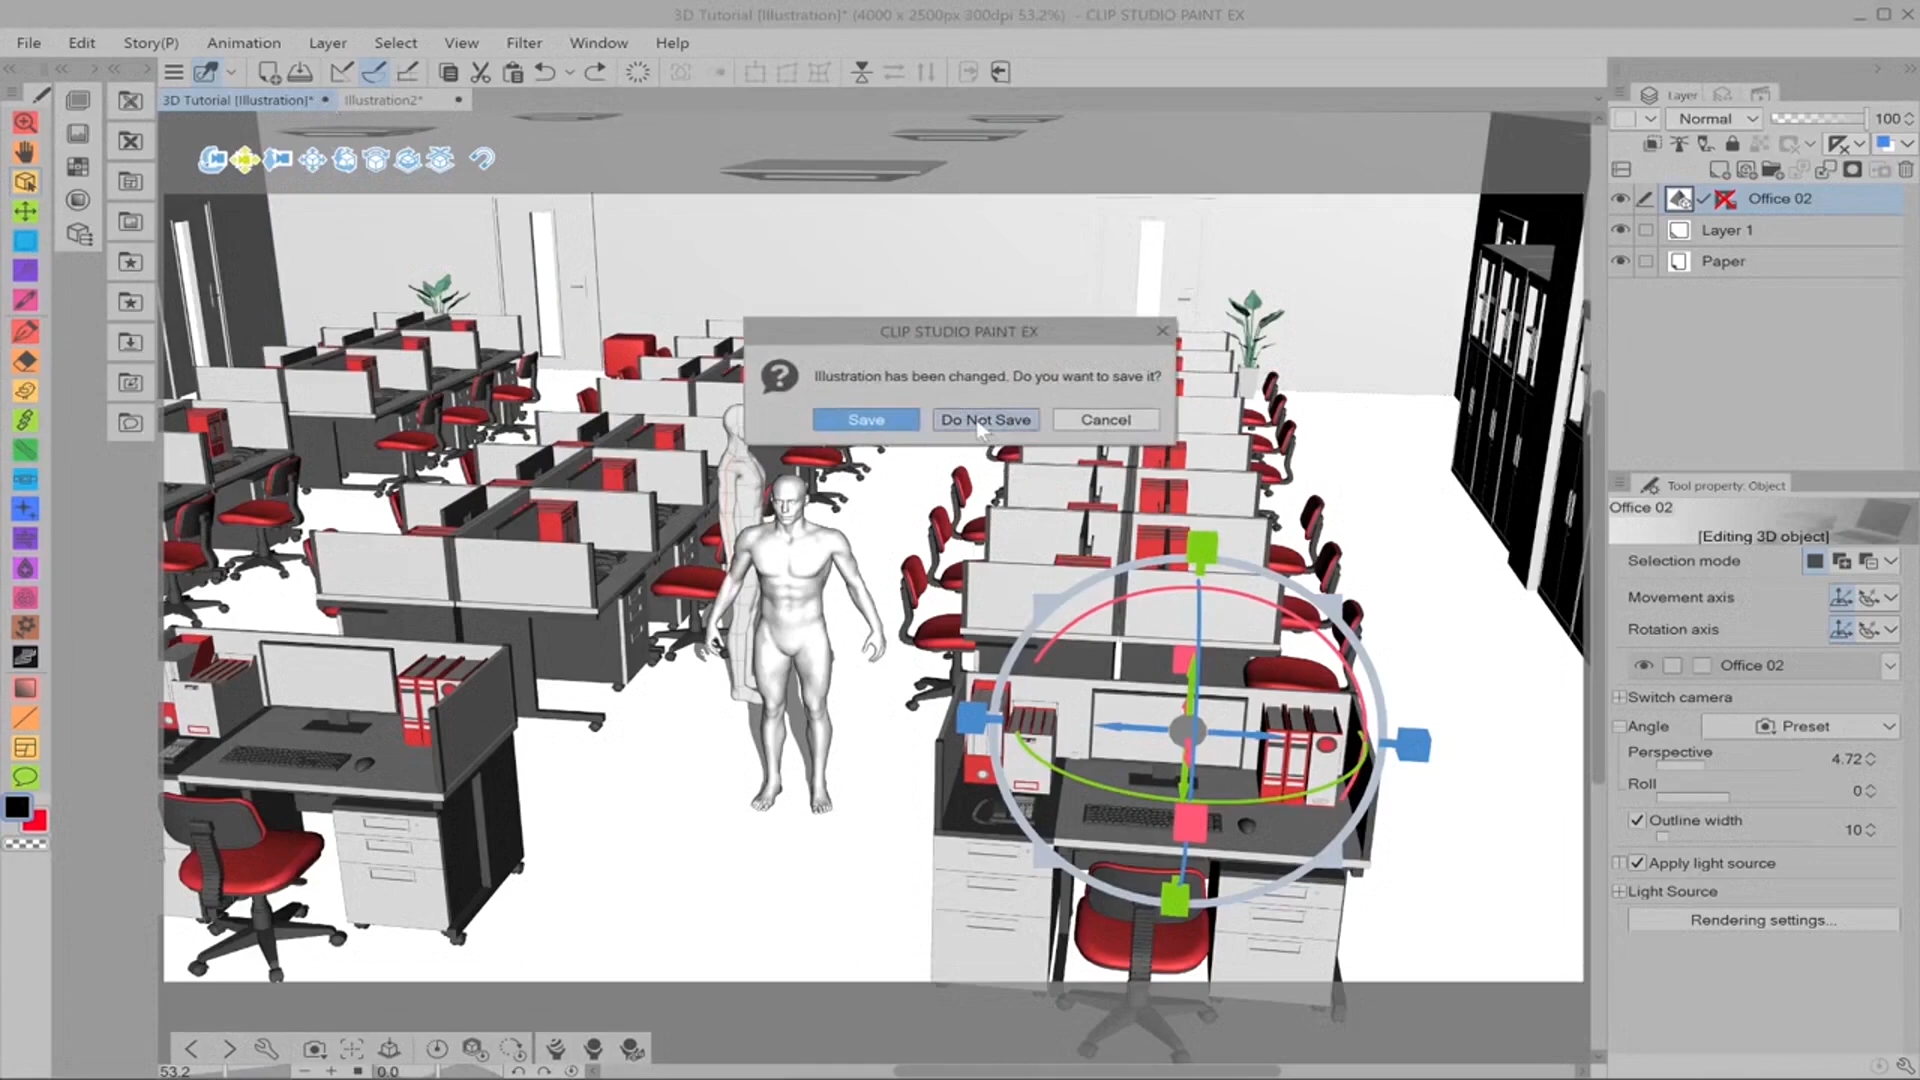 3D Tutorial [Illustration]* (4000 x 2500px 300dpi 53.2%) - CLIP STUDIO PAINT EX
File Edit Story(P) Animation Layer Select View Filter Window Help
3D Tutorial [Illustration]* Illustration2*
Layer
Normal 100
Office 02
Layer 1
Paper
CLIP STUDIO PAINT EX
Illustration has been changed. Do you want to save it?
Save Do Not Save Cancel
Tool property: Object
Office 02
[Editing 3D object]
Selection mode
Movement axis
Rotation axis
Office 02
Switch camera
Angle Preset
Perspective 4.72
Roll 0
Outline width 10
Apply light source
Light Source
Rendering settings...
53.2 0.0